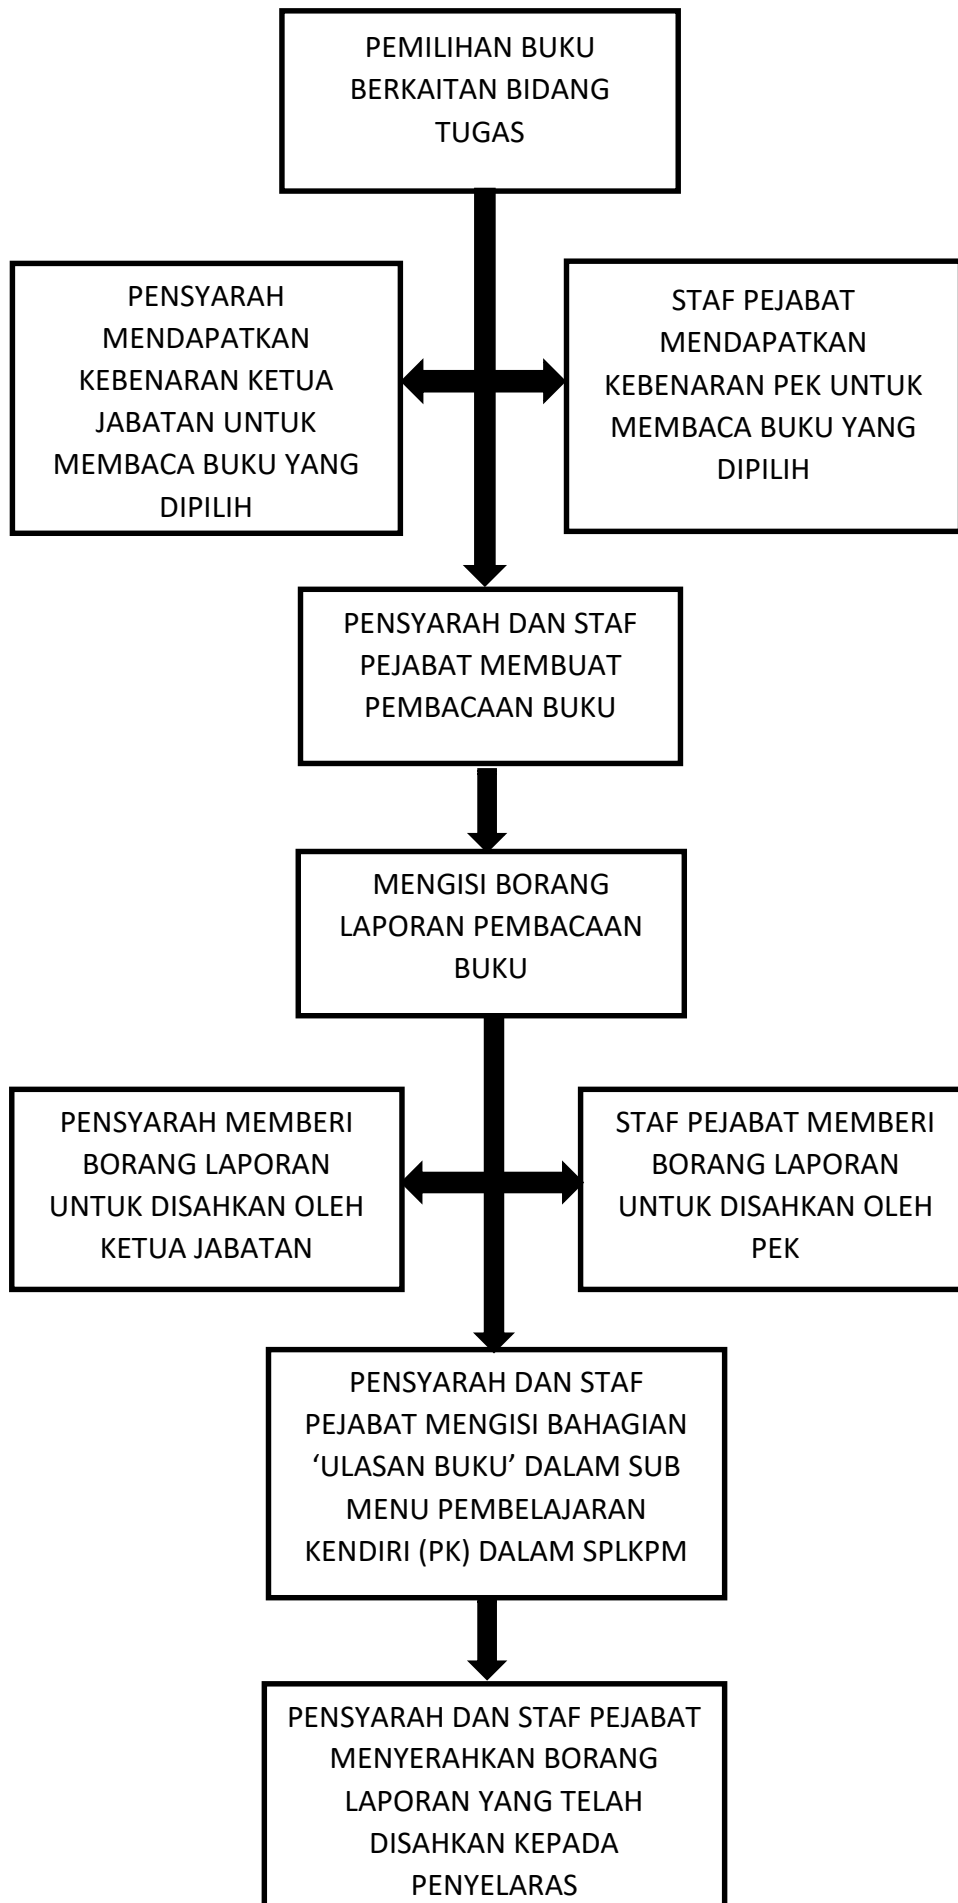 PEMILIHAN BUKU
BERKAITAN BIDANG
TUGAS
PENSYARAH
MENDAPATKAN
KEBENARAN KETUA
JABATAN UNTUK
MEMBACA BUKU YANG
DIPILIH
STAF PEJABAT
MENDAPATKAN
KEBENARAN PEK UNTUK
MEMBACA BUKU YANG
DIPILIH
PENSYARAH DAN STAF
PEJABAT MEMBUAT
PEMBACAAN BUKU
MENGISI BORANG
LAPORAN PEMBACAAN
BUKU
PENSYARAH MEMBERI
BORANG LAPORAN
UNTUK DISAHKAN OLEH
KETUA JABATAN
STAF PEJABAT MEMBERI
BORANG LAPORAN
UNTUK DISAHKAN OLEH
PEK
PENSYARAH DAN STAF
PEJABAT MENGISI BAHAGIAN
‘ULASAN BUKU’ DALAM SUB
MENU PEMBELAJARAN
KENDIRI (PK) DALAM SPLKPM
PENSYARAH DAN STAF PEJABAT
MENYERAHKAN BORANG
LAPORAN YANG TELAH
DISAHKAN KEPADA
PENYELARAS